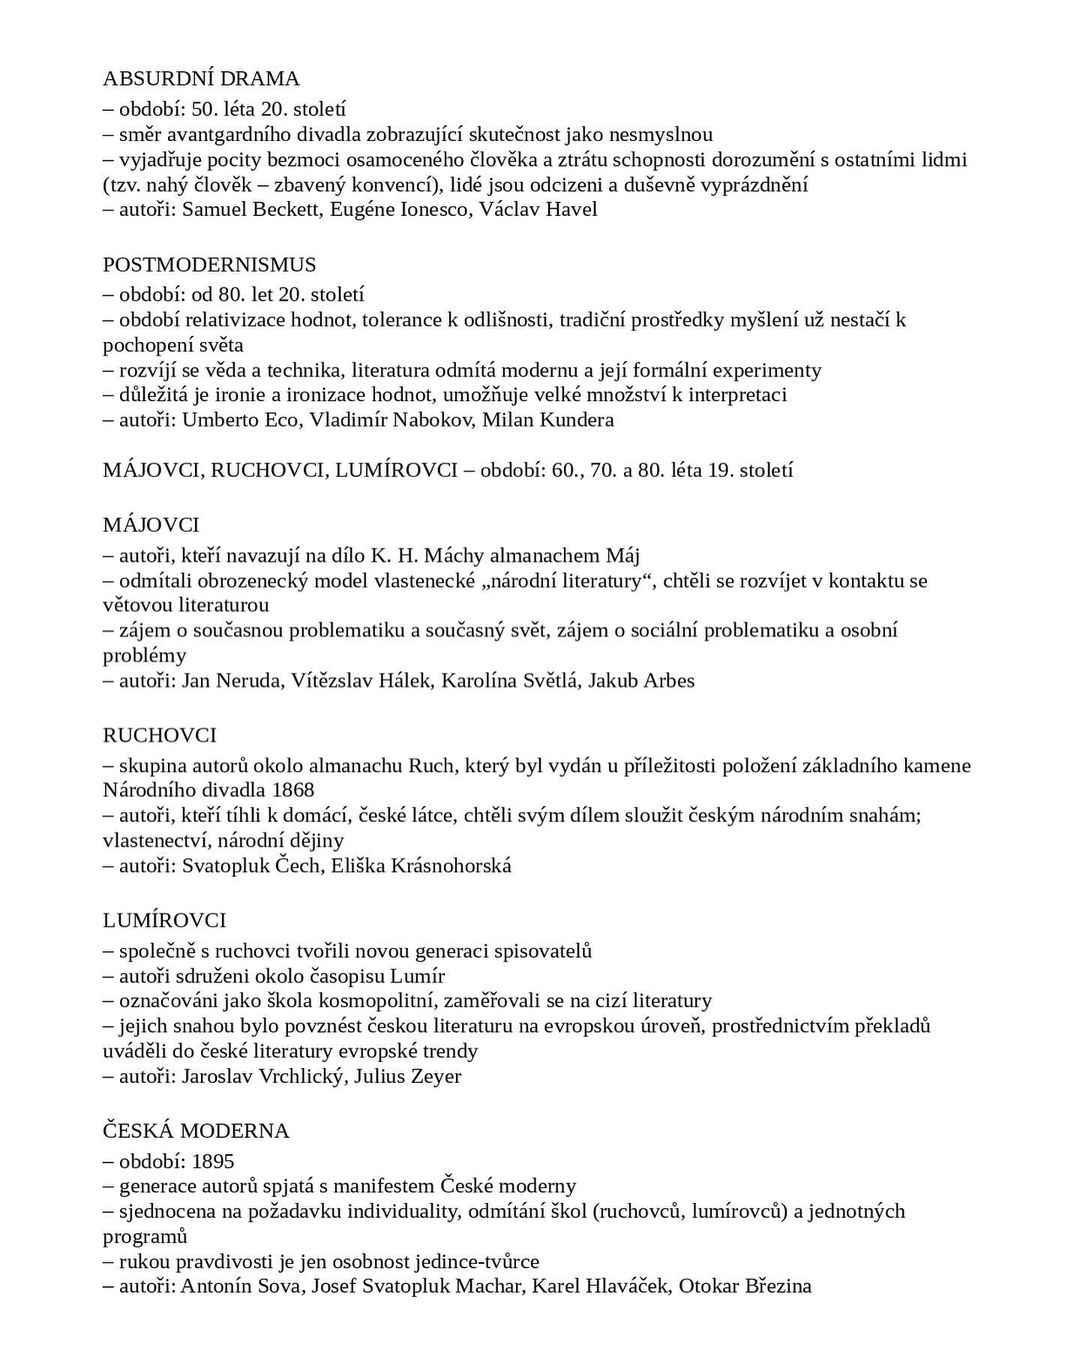 ABSURDNÍ DRAMA
– období: 50. léta 20. století
– směr avantgardního divadla zobrazující skutečnost jako nesmyslnou
– vyjadřuje pocity bezmoci osamoceného člověka a ztrátu schopnosti dorozumění s ostatními lidmi
(tzv. nahý člověk – zbavený konvencí), lidé jsou odcizeni a duševně vyprázdnění
– autoři: Samuel Beckett, Eugéne Ionesco, Václav Havel
POSTMODERNISMUS
– období: od 80. let 20. století
– období relativizace hodnot, tolerance k odlišnosti, tradiční prostředky myšlení už nestačí k
pochopení světa
– rozvíjí se věda a technika, literatura odmítá modernu a její formální experimenty
– důležitá je ironie a ironizace hodnot, umožňuje velké množství k interpretaci
– autoři: Umberto Eco, Vladimír Nabokov, Milan Kundera
MÁJOVCI, RUCHOVCI, LUMÍROVCI – období: 60., 70. a 80. léta 19. století
MÁJOVCI
– autoři, kteří navazují na dílo K. H. Máchy almanachem Máj
– odmítali obrozenecký model vlastenecké „národní literatury“, chtěli se rozvíjet v kontaktu se
větovou literaturou
– zájem o současnou problematiku a současný svět, zájem o sociální problematiku a osobní
problémy
– autoři: Jan Neruda, Vítězslav Hálek, Karolína Světlá, Jakub Arbes
RUCHOVCI
– skupina autorů okolo almanachu Ruch, který byl vydán u příležitosti položení základního kamene
Národního divadla 1868
– autoři, kteří tíhli k domácí, české látce, chtěli svým dílem sloužit českým národním snahám;
vlastenectví, národní dějiny
– autoři: Svatopluk Čech, Eliška Krásnohorská
LUMÍROVCI
– společně s ruchovci tvořili novou generaci spisovatelů
– autoři sdruženi okolo časopisu Lumír
– označováni jako škola kosmopolitní, zaměřovali se na cizí literatury
– jejich snahou bylo povznést českou literaturu na evropskou úroveň, prostřednictvím překladů
uváděli do české literatury evropské trendy
– autoři: Jaroslav Vrchlický, Julius Zeyer
ČESKÁ MODERNA
– období: 1895
– generace autorů spjatá s manifestem České moderny
– sjednocena na požadavku individuality, odmítání škol (ruchovců, lumírovců) a jednotných
programů
– rukou pravdivosti je jen osobnost jedince-tvůrce
– autoři: Antonín Sova, Josef Svatopluk Machar, Karel Hlaváček, Otokar Březina